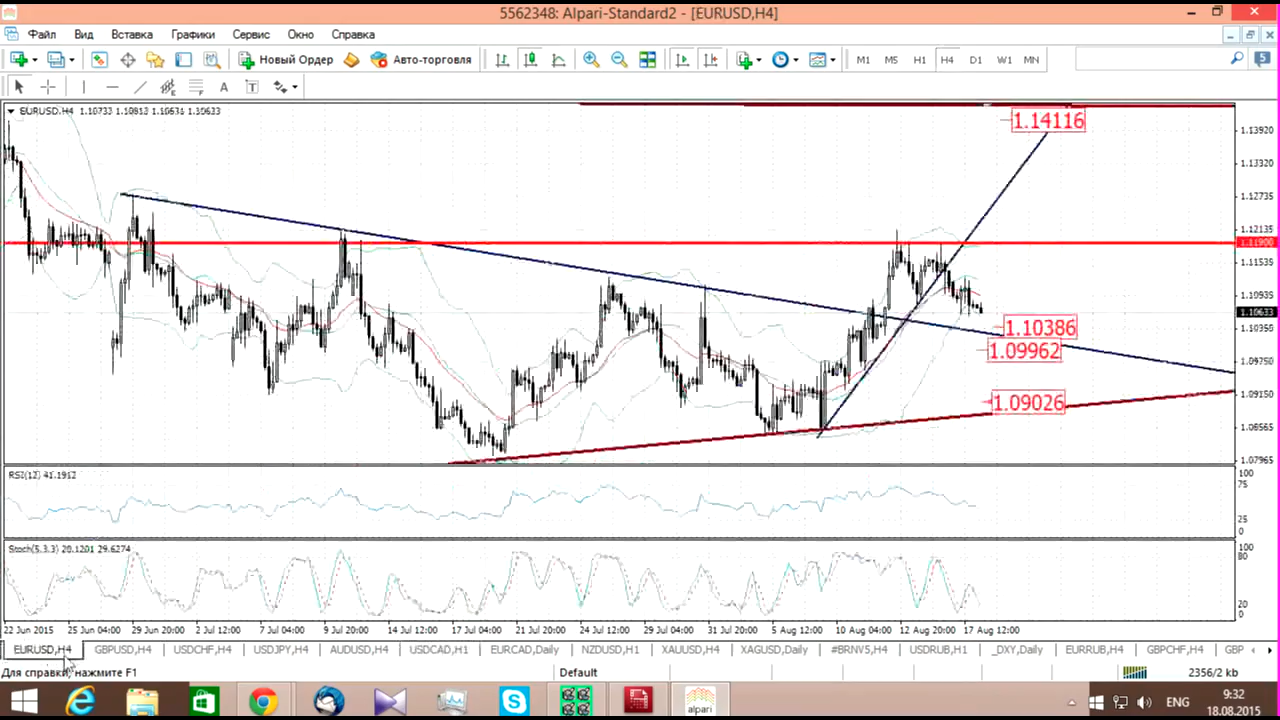 5562348: Alpari-Standard2 - [EURUSD,H4]
Файл Вид Вставка Графики Сервис Окно Справка
Новый Ордер Авто-торговля M1 M5 H1 H4 D1 W1 MN 5
A T
EURUSD,H4
1.14116
1.13920
1.13320
1.12735
1.12135
1.11900
1.11535
1.10935
1.10633
1.10386
1.10355
1.09962
1.09750
1.09150
1.09026
1.08565
1.07965
RSI(12) 41.1912
100
75
25
0
Stoch(5,3,3) 20.1201 29.6274
100
80
20
0
22 Jun 2015 25 Jun 04:00 29 Jun 20:00 2 Jul 12:00 7 Jul 04:00 9 Jul 20:00 14 Jul 12:00 17 Jul 04:00 21 Jul 20:00 24 Jul 12:00 29 Jul 04:00 31 Jul 20:00 5 Aug 12:00 10 Aug 04:00 12 Aug 20:00 17 Aug 12:00
EURUSD,H4 GBPUSD,H4 USDCHF,H4 USDJPY,H4 AUDUSD,H4 USDCAD,H1 EURCAD,Daily NZDUSD,H1 XAUUSD,H4 XAGUSD,Daily #BRNV5,H4 USDRUB,H1 _DXY,Daily EURRUB,H4 GBPCHF,H4 GBP
Для справки, нажмите F1 Default 2356/2 kb
alpari ENG 9:32
18.08.2015